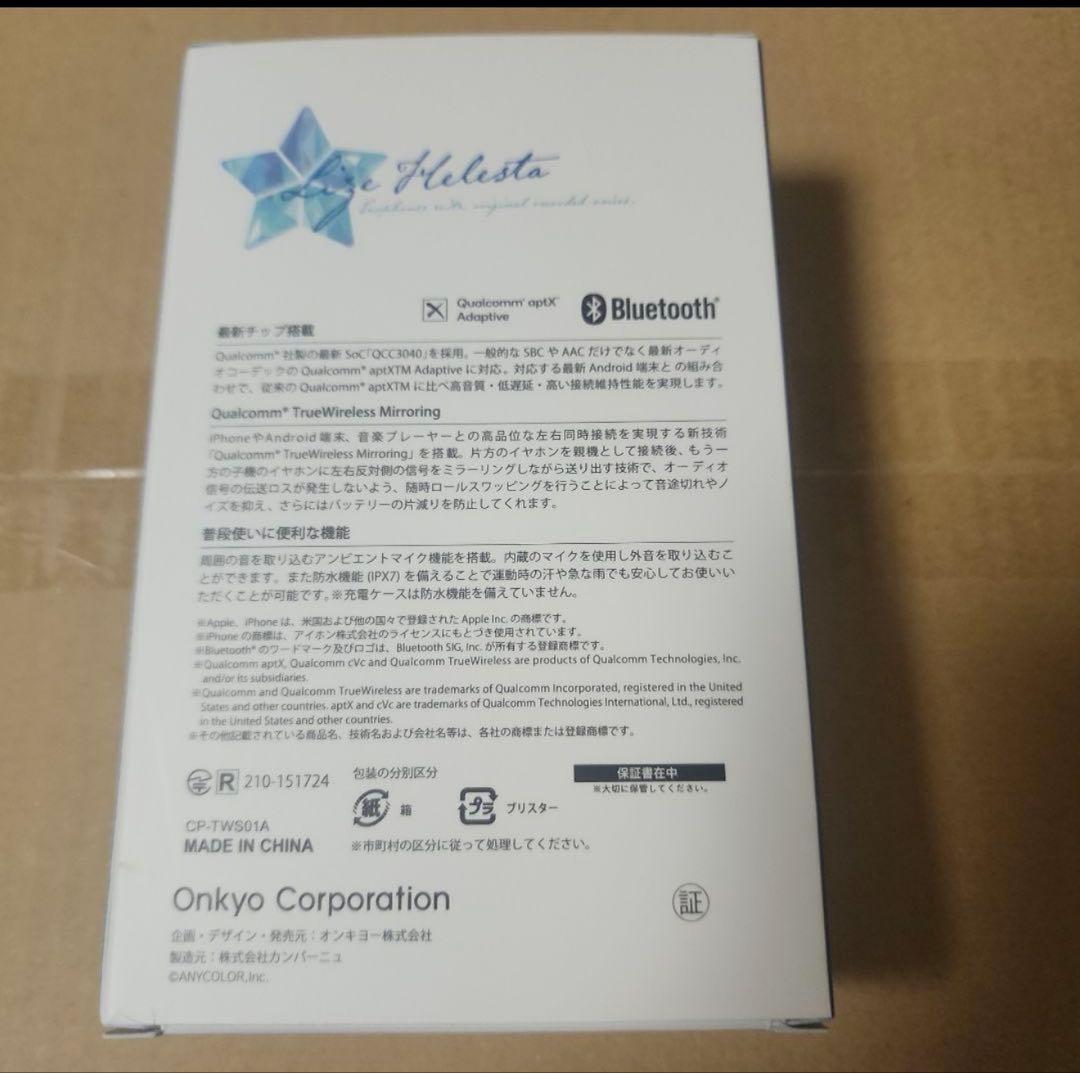 Lize Helesta
Earphones with original recorded voices.
Qualcomm® aptX™
Adaptive
Bluetooth®
最新チップ搭載
Qualcomm® 社製の最新 SoC「QCC3040」を採用。一般的な SBC や AAC だけでなく最新オーディ
オコーデックの Qualcomm® aptXTM Adaptive に対応。対応する最新 Android 端末と の組み合
わせで、従来の Qualcomm® aptXTM に比べ高音質・低遅延・高い接続維持性能を実現します。
Qualcomm® TrueWireless Mirroring
iPhoneやAndroid 端末、音楽プレーヤーとの高品位な左右同時接続を実現する新技術
「Qualcomm® TrueWireless Mirroring」を搭載。片方のイヤホンを親機として接続後、もう一
方の子機のイヤホンに左右反対側の信号をミラーリングしながら送り出す技術で、オーディオ
信号の伝送ロスが発生しないよう、随時ロールスワッピングを行うことによって音途切れやノ
イズを抑え、さらにはバッテリーの片減りを防止してくれます。
普段使いに便利な機能
周囲の音を取り込むアンビエントマイク機能を搭載。内蔵のマイクを使用し外音を取り込むこ
とができます。また防水機能 (IPX7) を備えることで運動時の汗や急な雨でも安心してお使いい
ただくことが可能です。※充電ケースは防水機能を備えていません。
※Apple、iPhone は、米国および他の国々で登録された Apple Inc. の商標です。
※iPhone の商標は、アイホン株式会社のライセンスにもとづき使用されています。
※Bluetooth® のワードマーク及びロゴは、Bluetooth SIG, Inc. が所有する登録商標です。
※Qualcomm aptX, Qualcomm cVc and Qualcomm TrueWireless are products of Qualcomm Technologies, Inc.
and/or its subsidiaries.
※Qualcomm and Qualcomm TrueWireless are trademarks of Qualcomm Incorporated, registered in the United
States and other countries. aptX and cVc are trademarks of Qualcomm Technologies International, Ltd., registered
in the United States and other countries.
※その他記載されている商品名、技術名および会社名等は、各社の商標または登録商標です。
R 210-151724
包装の分別区分
紙 箱
プラ ブリスター
保証書在中
※大切に保管してください。
CP-TWS01A
MADE IN CHINA
※市町村の区分に従って処理してください。
Onkyo Corporation
証
企画・デザイン・発売元：オンキヨー株式会社
製造元：株式会社カンパーニュ
©ANYCOLOR,Inc.